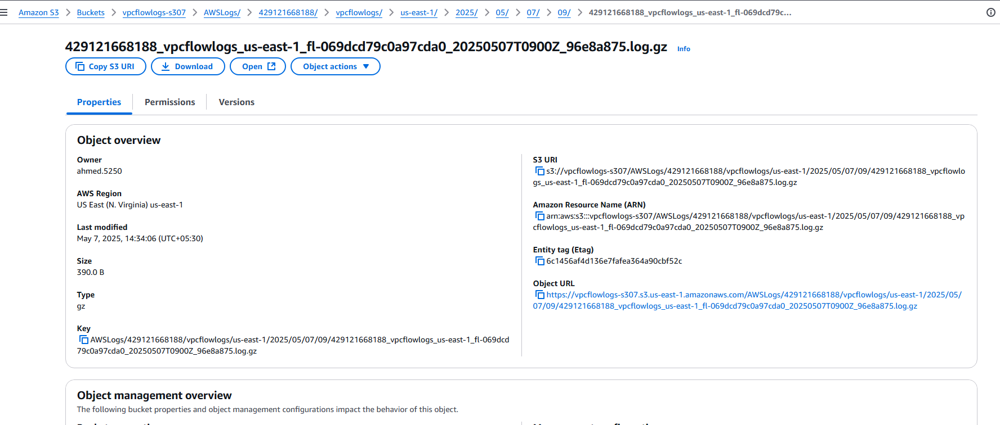 Amazon S3 > Buckets > vpcflowlogs-s307 > AWSLogs/ > 429121668188/ > vpcflowlogs/ > us-east-1/ > 2025/ > 05/ > 07/ > 09/ > 429121668188_vpcflowlogs_us-east-1_fl-069dcd79c...
429121668188_vpcflowlogs_us-east-1_fl-069dcd79c0a97cda0_20250507T0900Z_96e8a875.log.gz Info
Copy S3 URI Download Open Object actions
Properties Permissions Versions
Object overview
Owner
ahmed.5250
AWS Region
US East (N. Virginia) us-east-1
Last modified
May 7, 2025, 14:34:06 (UTC+05:30)
Size
390.0 B
Type
gz
Key
AWSLogs/429121668188/vpcflowlogs/us-east-1/2025/05/07/09/429121668188_vpcflowlogs_us-east-1_fl-069dcd
79c0a97cda0_20250507T0900Z_96e8a875.log.gz
S3 URI
s3://vpcflowlogs-s307/AWSLogs/429121668188/vpcflowlogs/us-east-1/2025/05/07/09/429121668188_vpcflowlo
gs_us-east-1_fl-069dcd79c0a97cda0_20250507T0900Z_96e8a875.log.gz
Amazon Resource Name (ARN)
arn:aws:s3:::vpcflowlogs-s307/AWSLogs/429121668188/vpcflowlogs/us-east-1/2025/05/07/09/429121668188_vp
cflowlogs_us-east-1_fl-069dcd79c0a97cda0_20250507T0900Z_96e8a875.log.gz
Entity tag (Etag)
6c1456af4d136e7fafea364a90cbf52c
Object URL
https://vpcflowlogs-s307.s3.us-east-1.amazonaws.com/AWSLogs/429121668188/vpcflowlogs/us-east-1/2025/05/
07/09/429121668188_vpcflowlogs_us-east-1_fl-069dcd79c0a97cda0_20250507T0900Z_96e8a875.log.gz
Object management overview
The following bucket properties and object management configurations impact the behavior of this object.